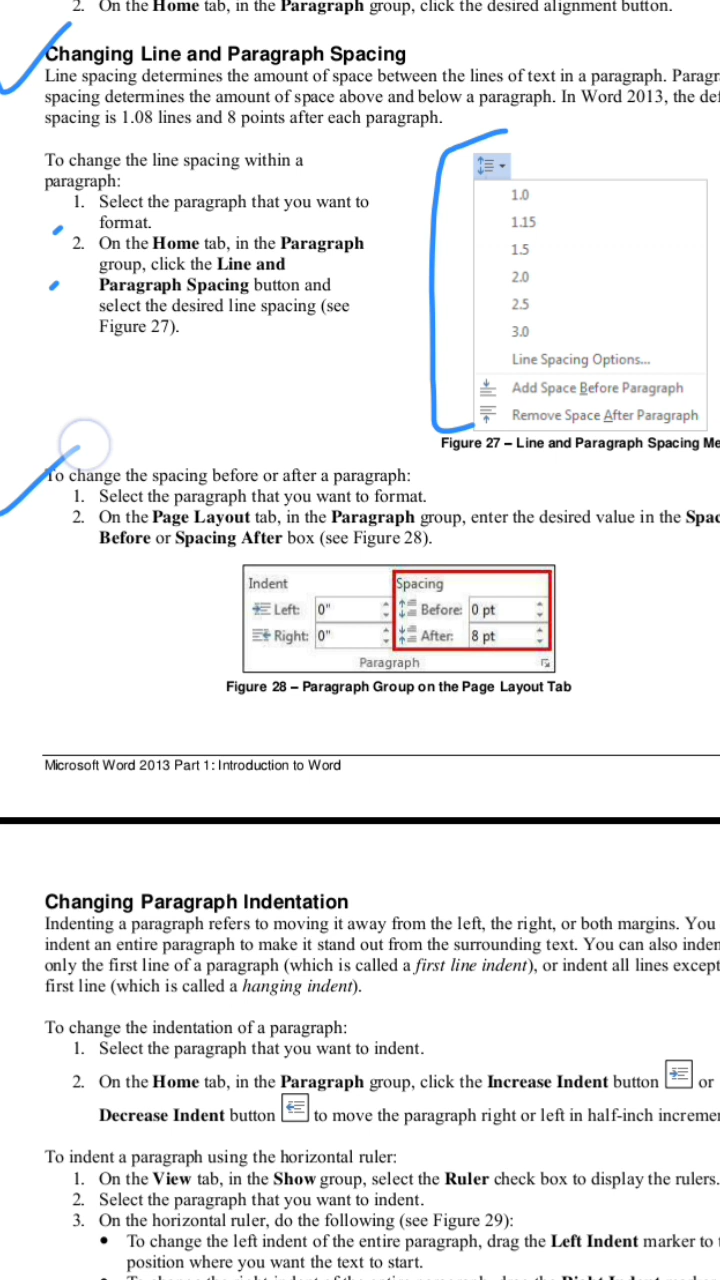 2. On the Home tab, in the Paragraph group, click the desired alignment button.
Changing Line and Paragraph Spacing
Line spacing determines the amount of space between the lines of text in a paragraph.
spacing determines the amount of space above and below a paragraph. In Word 2013, the
spacing is 1.08 lines and 8 points after each paragraph.
To change the line spacing within a
paragraph:
1. Select the paragraph that you want to
format.
2. On the Home tab, in the Paragraph
group, click the Line and
Paragraph Spacing button and
select the desired line spacing (see
Figure 27).
1.0
1.15
1.5
2.0
2.5
3.0
Line Spacing Options...
Add Space Before Paragraph
Remove Space After Paragraph
Figure 27 – Line and Paragraph Spacing
To change the spacing before or after a paragraph:
1. Select the paragraph that you want to format.
2. On the Page Layout tab, in the Paragraph group, enter the desired value in the
Before or Spacing After box (see Figure 28).
Indent Spacing
Left: 0" Before: 0 pt
Right: 0" After: 8 pt
Paragraph
Figure 28 – Paragraph Group on the Page Layout Tab
Microsoft Word 2013 Part 1: Introduction to Word
Changing Paragraph Indentation
Indenting a paragraph refers to moving it away from the left, the right, or both margins. You
indent an entire paragraph to make it stand out from the surrounding text. You can also
only the first line of a paragraph (which is called a first line indent), or indent all lines except
first line (which is called a hanging indent).
To change the indentation of a paragraph:
1. Select the paragraph that you want to indent.
2. On the Home tab, in the Paragraph group, click the Increase Indent button or
Decrease Indent button to move the paragraph right or left in half-inch
To indent a paragraph using the horizontal ruler:
1. On the View tab, in the Show group, select the Ruler check box to display the rulers.
2. Select the paragraph that you want to indent.
3. On the horizontal ruler, do the following (see Figure 29):
• To change the left indent of the entire paragraph, drag the Left Indent marker to
position where you want the text to start.